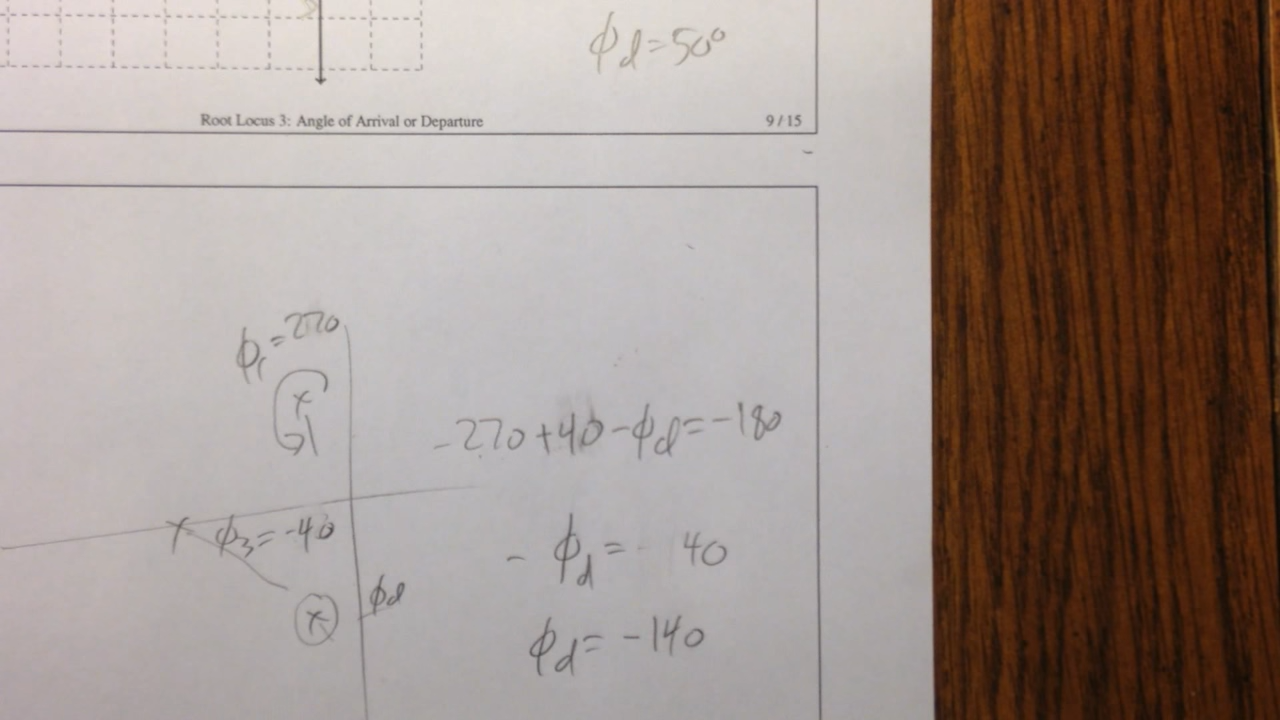 ϕd=50°
Root Locus 3: Angle of Arrival or Departure
9 / 15
ϕ1=270
-270+40-ϕd=-180
ϕ3=-40
-ϕd= 40
ϕd
ϕd=-140